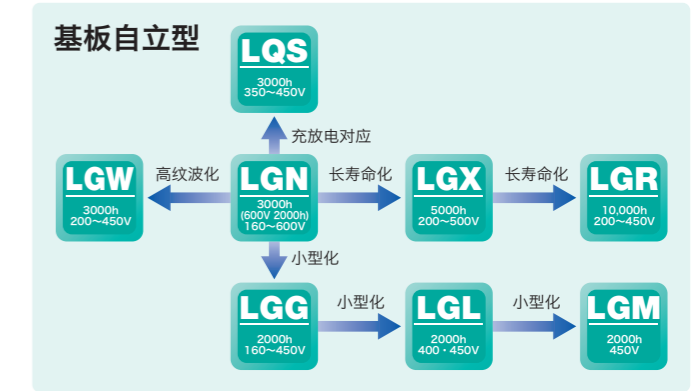 基板自立型
LQS
3000h
350～450V
充放电对应
LGW
3000h
200～450V
高纹波化
LGN
3000h
(600V 2000h)
160～600V
长寿命化
LGX
5000h
200～500V
长寿命化
LGR
10,000h
200～450V
小型化
LGG
2000h
160～450V
小型化
LGL
2000h
400・450V
小型化
LGM
2000h
450V